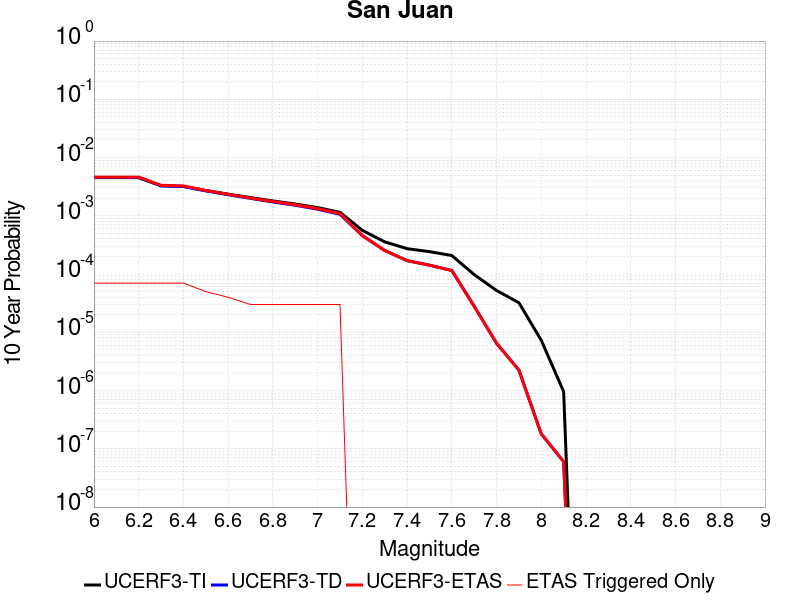 San Juan
10 0
10 -1
10 -2
10 -3
10 -4
10 -5
10 -6
10 -7
10 -8
10 Year Probability
6 6.2 6.4 6.6 6.8 7 7.2 7.4 7.6 7.8 8 8.2 8.4 8.6 8.8 9
Magnitude
UCERF3-TI UCERF3-TD UCERF3-ETAS ETAS Triggered Only